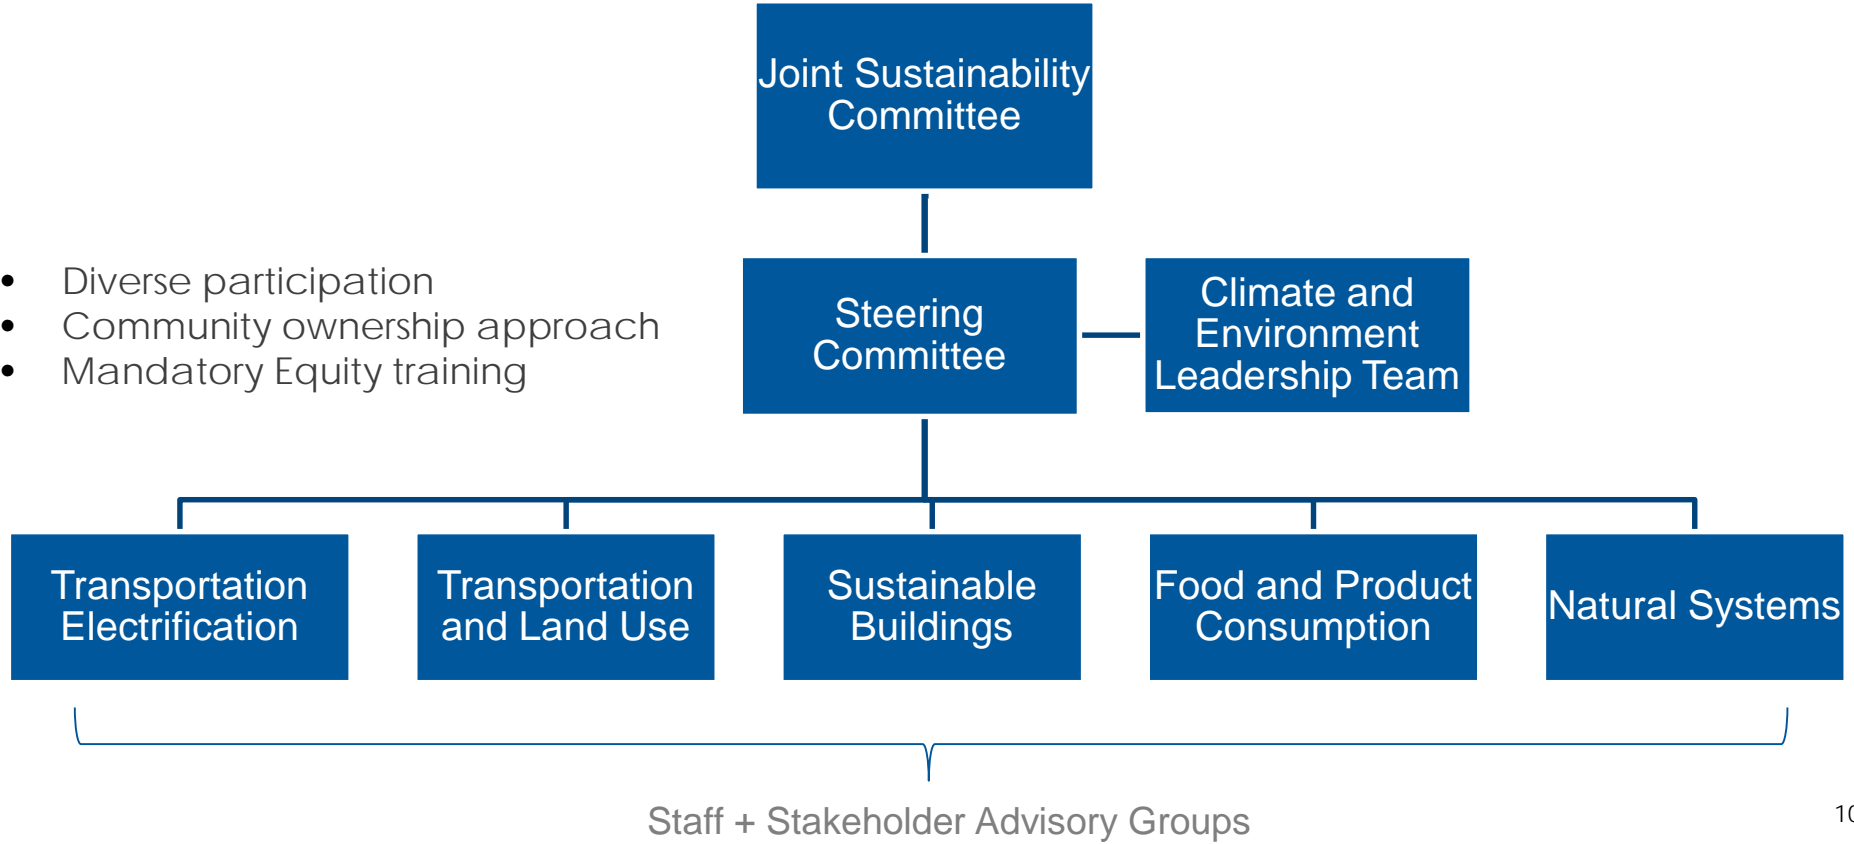 Joint Sustainability
Committee
• Diverse participation
• Community ownership approach
• Mandatory Equity training
Steering
Committee
Climate and
Environment
Leadership Team
Transportation
Electrification
Transportation
and Land Use
Sustainable
Buildings
Food and Product
Consumption
Natural Systems
Staff + Stakeholder Advisory Groups
10